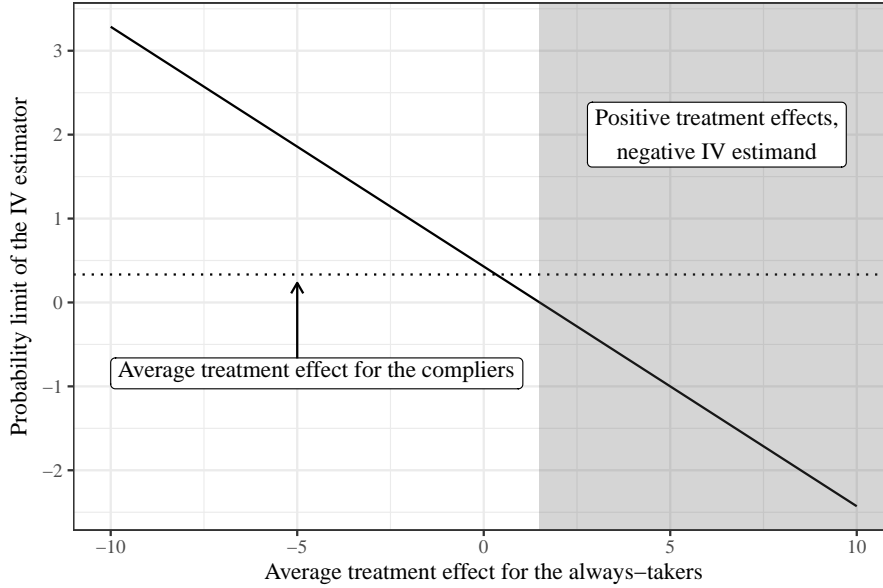 3
2
1
0
−1
−2
Probability limit of the IV estimator
Positive treatment effects,
negative IV estimand
Average treatment effect for the compliers
−10
−5
0
5
10
Average treatment effect for the always−takers